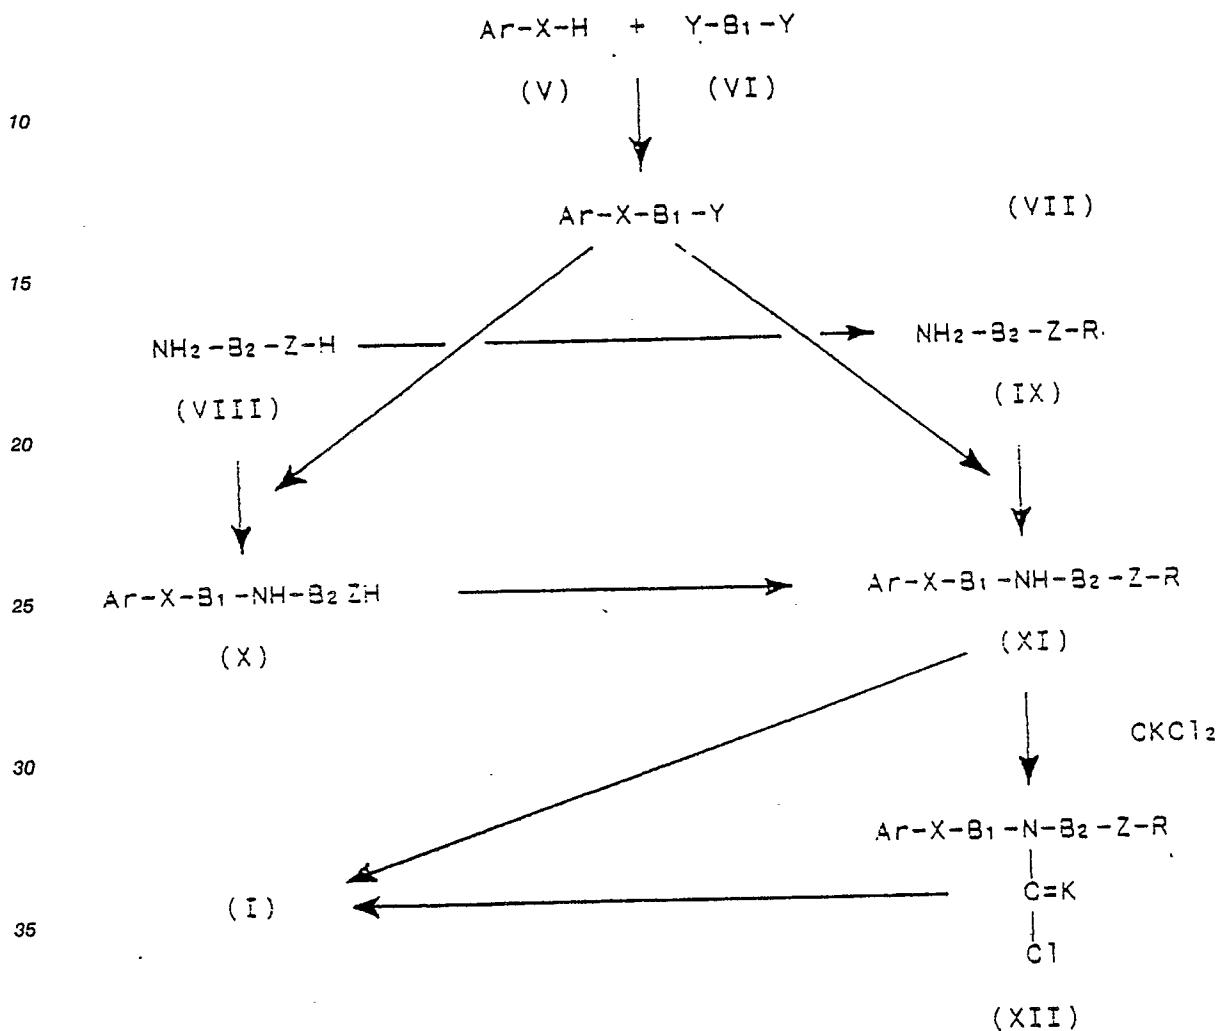 Ar-X-H + Y-B₁-Y
(V) (VI)
10
Ar-X-B₁-Y (VII)
15
NH₂-B₂-Z-H NH₂-B₂-Z-R
(VIII) (IX)
20
Ar-X-B₁-NH-B₂ZH Ar-X-B₁-NH-B₂-Z-R
25
(X) (XI)
CKCl₂
30
Ar-X-B₁-N-B₂-Z-R
(I) C=K
35
Cl
(XII)